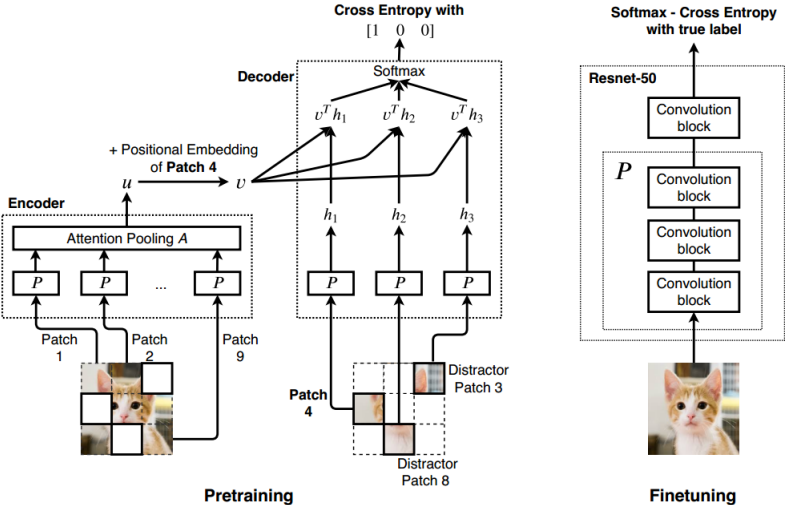 Cross Entropy with
[1 0 0]
Decoder
Softmax
v^T h_1 v^T h_2 v^T h_3
+ Positional Embedding
of Patch 4
u
v
Encoder
Attention Pooling A
h_1 h_2 h_3
P P ... P
P P P
Patch
1
Patch
2
Patch
9
Patch
4
Distractor
Patch 3
Distractor
Patch 8
Pretraining
Softmax - Cross Entropy
with true label
Resnet-50
Convolution
block
P
Convolution
block
Convolution
block
Convolution
block
Finetuning